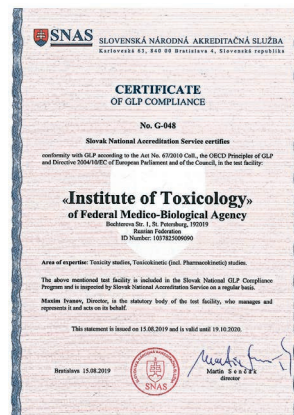 SNAS
SLOVENSKÁ NÁRODNÁ AKREDITAČNÁ SLUŽBA
Karloveská 63, 840 00 Bratislava 4, Slovenská republika
CERTIFICATE
OF GLP COMPLIANCE
No. G-048
Slovak National Accreditation Service certifies
conformity with GLP according to the Act No. 67/2010 Coll., the OECD Principles of GLP
and Directive 2004/10/EC of European Parliament and of the Council, in the test facility:
«Institute of Toxicology»
of Federal Medico-Biological Agency
Bechtereva Str. 1, St. Petersburg, 192019
Russian Federation
ID Number: 1037825009090
Area of expertise: Toxicity studies, Toxicokinetic (incl. Pharmacokinetic) studies.
The above mentioned test facility is included in the Slovak National GLP Compliance
Program and is inspected by Slovak National Accreditation Service on a regular basis.
Maxim Ivanov, Director, is the statutory body of the test facility, who manages and
represents it and acts on its behalf.
This statement is issued on 15.08.2019 and is valid until 19.10.2020.
Bratislava 15.08.2019
SNAS
Martin Senčák
director